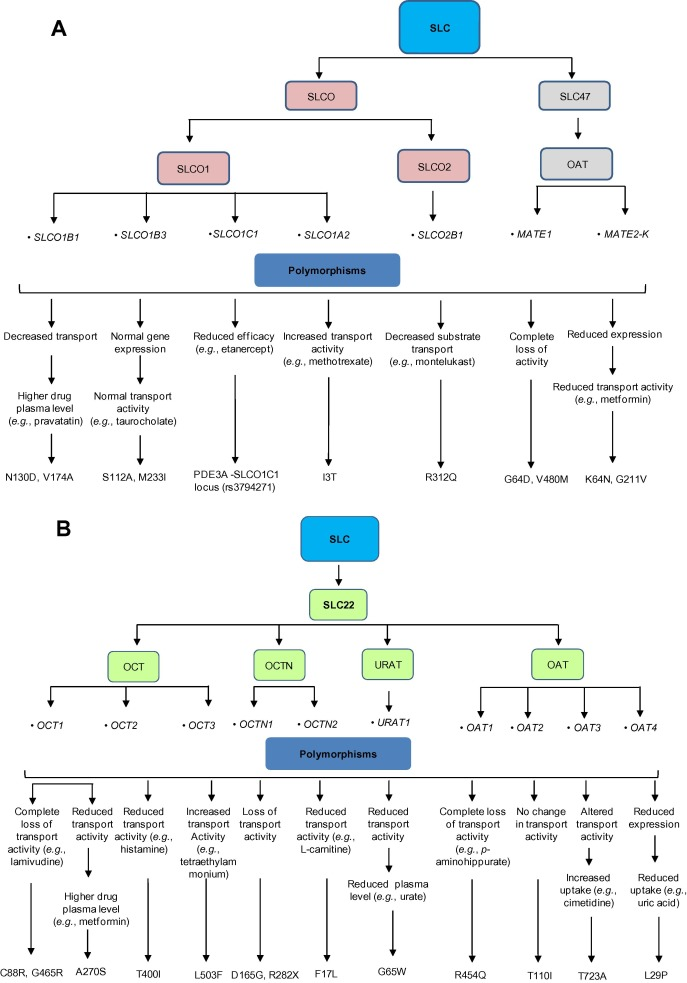 A
SLC
SLCO
SLC47
SLCO1
SLCO2
OAT
• SLCO1B1
• SLCO1B3
• SLCO1C1
• SLCO1A2
• SLCO2B1
• MATE1
• MATE2-K
Polymorphisms
Decreased transport
Higher drug
plasma level
(e.g., pravatatin)
N130D, V174A
Normal gene
expression
Normal transport
activity
(e.g., taurocholate)
S112A, M233I
Reduced efficacy
(e.g., etanercept)
PDE3A -SLCO1C1
locus (rs3794271)
Increased transport
activity
(e.g., methotrexate)
I3T
Decreased substrate
transport
(e.g., montelukast)
R312Q
Complete
loss of
activity
G64D, V480M
Reduced expression
Reduced transport activity
(e.g., metformin)
K64N, G211V
B
SLC
SLC22
OCT
OCTN
URAT
OAT
• OCT1
• OCT2
• OCT3
• OCTN1
• OCTN2
• URAT1
• OAT1
• OAT2
• OAT3
• OAT4
Polymorphisms
Complete
loss of
transport
activity (e.g.,
lamivudine)
C88R, G465R
Reduced
transport
activity
Higher drug
plasma level
(e.g., metformin)
A270S
Reduced
transport
activity (e.g.,
histamine)
T400I
Increased
transport
Activity
(e.g.,
tetraethylam
monium)
L503F
Loss of
transport
activity
D165G, R282X
Reduced
transport
activity (e.g.,
L-carnitine)
F17L
Reduced
transport
activity
Reduced plasma
level (e.g., urate)
G65W
Complete loss
of transport
activity
(e.g., p-
aminohippurate)
R454Q
No change
in transport
activity
T110I
Altered
transport
activity
Increased
uptake (e.g.,
cimetidine)
T723A
Reduced
expression
Reduced
uptake (e.g.,
uric acid)
L29P